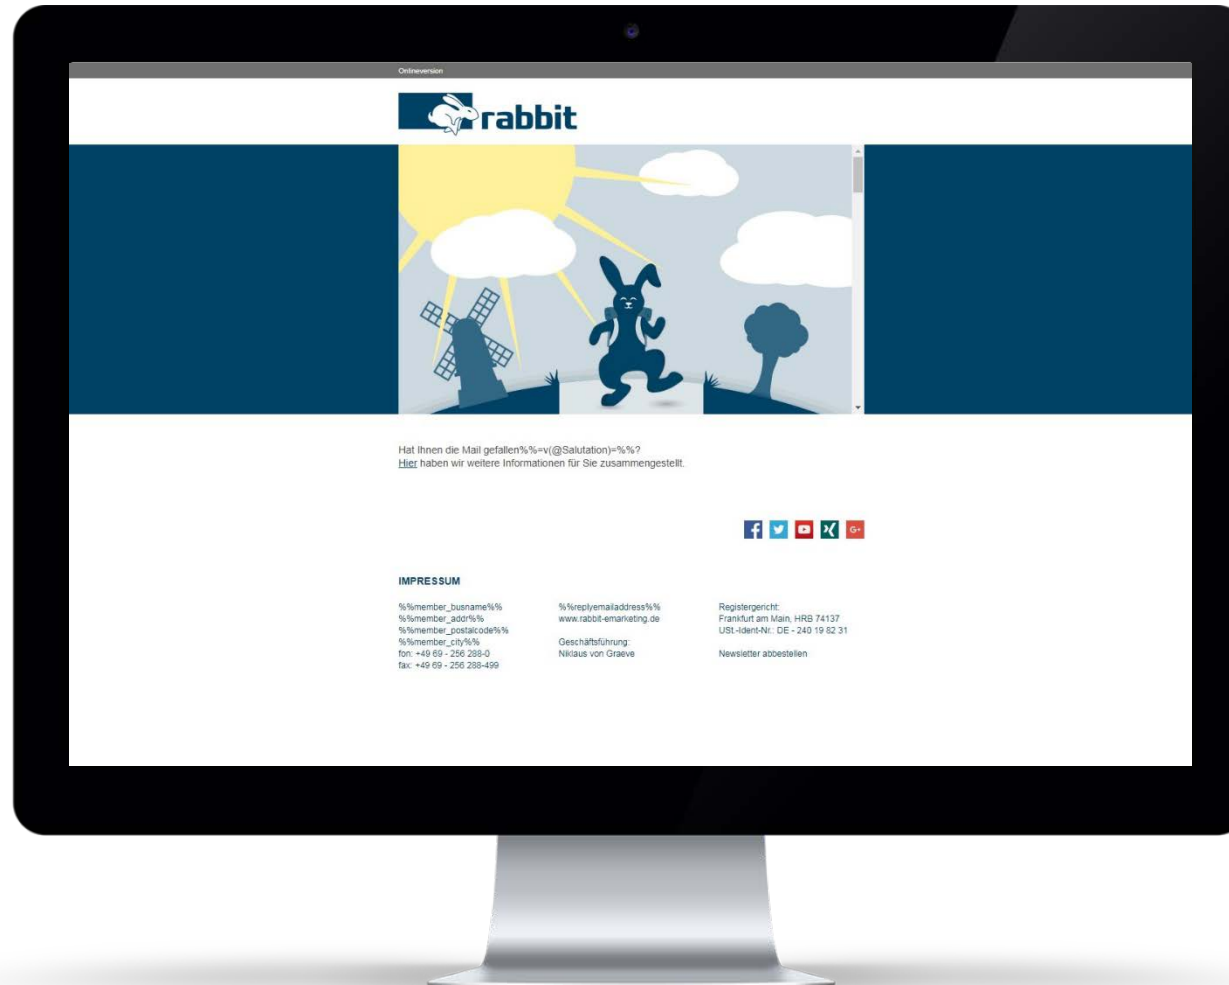 Onlineversion
rabbit
Hat Ihnen die Mail gefallen%%=v(@Salutation)=%%?
Hier haben wir weitere Informationen für Sie zusammengestellt.
G+
IMPRESSUM
%%member_busname%%
%%member_addr%%
%%member_postalcode%%
%%member_city%%
fon: +49 69 - 256 288-0
fax: +49 69 - 256 288-499
%%replyemailaddress%%
www.rabbit-emarketing.de
Geschäftsführung:
Niklaus von Graeve
Registergericht:
Frankfurt am Main, HRB 74137
USt.-Ident-Nr.: DE - 240 19 82 31
Newsletter abbestellen